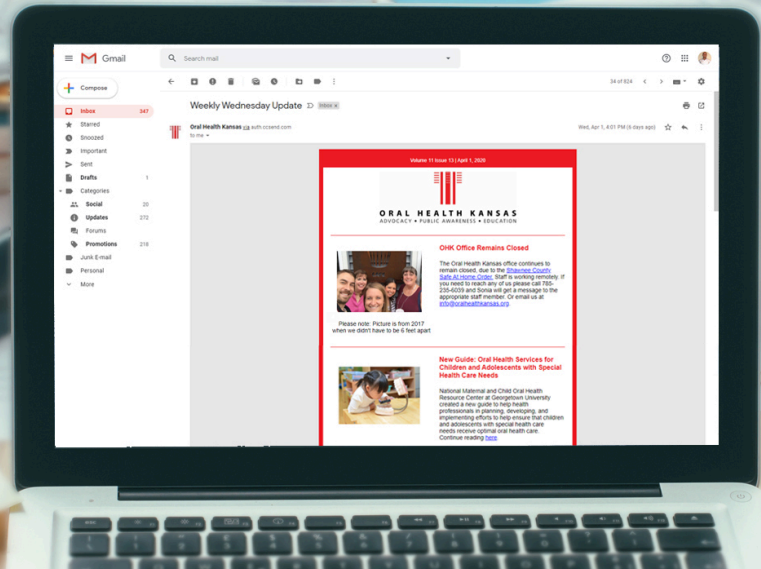 Gmail
Search mail
Compose
34 of 824
Inbox 347
Starred
Snoozed
Important
Sent
Drafts 1
Categories
Social 20
Updates 272
Forums
Promotions 218
Junk E-mail
Personal
More
Weekly Wednesday Update Inbox x
Oral Health Kansas via auth.ccsend.com
to me
Wed, Apr 1, 4:01 PM (6 days ago)
Volume 11 Issue 13 | April 1, 2020
ORAL HEALTH KANSAS
ADVOCACY • PUBLIC AWARENESS • EDUCATION
OHK Office Remains Closed
The Oral Health Kansas office continues to
remain closed, due to the Shawnee County
Safe At Home Order. Staff is working remotely. If
you need to reach any of us please call 785-
235-6039 and Sonia will get a message to the
appropriate staff member. Or email us at
info@oralhealthkansas.org.
Please note: Picture is from 2017
when we didn't have to be 6 feet apart
New Guide: Oral Health Services for
Children and Adolescents with Special
Health Care Needs
National Maternal and Child Oral Health
Resource Center at Georgetown University
created a new guide to help health
professionals in planning, developing, and
implementing efforts to help ensure that children
and adolescents with special health care
needs receive optimal oral health care.
Continue reading here.